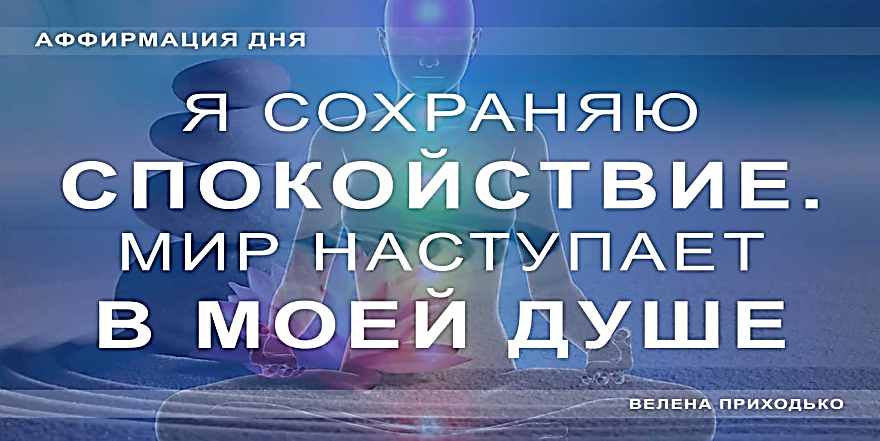 АФФИРМАЦИЯ ДНЯ
Я СОХРАНЯЮ
СПОКОЙСТВИЕ.
МИР НАСТУПАЕТ
В МОЕЙ ДУШЕ
ВЕЛЕНА ПРИХОДЬКО